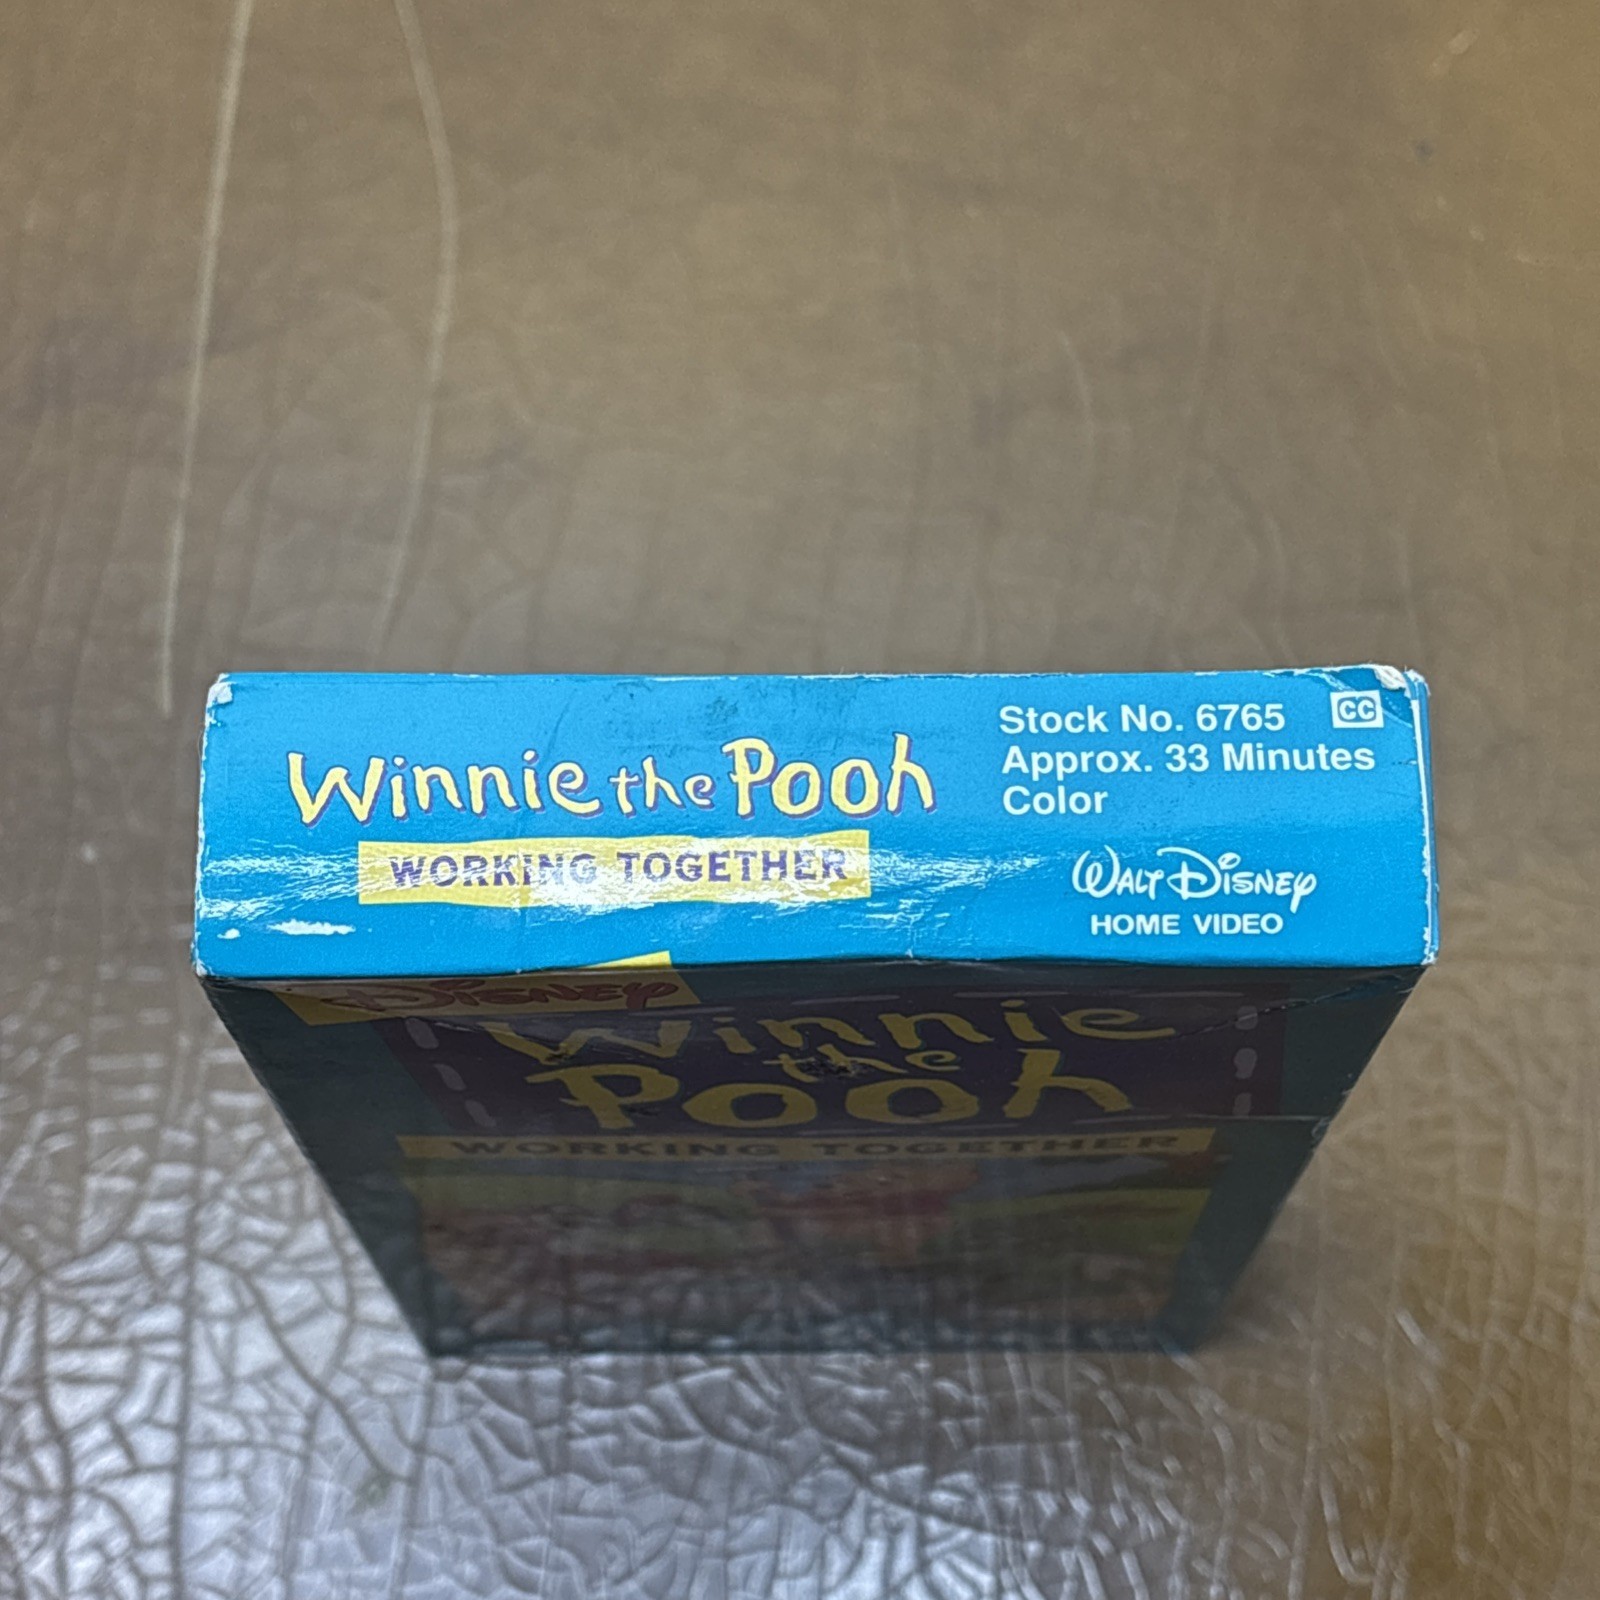 Winnie the Pooh
WORKING TOGETHER
Stock No. 6765
CC
Approx. 33 Minutes
Color
WALT DISNEY
HOME VIDEO
DISNEY
Winnie
the
Pooh
WORKING TOGETHER